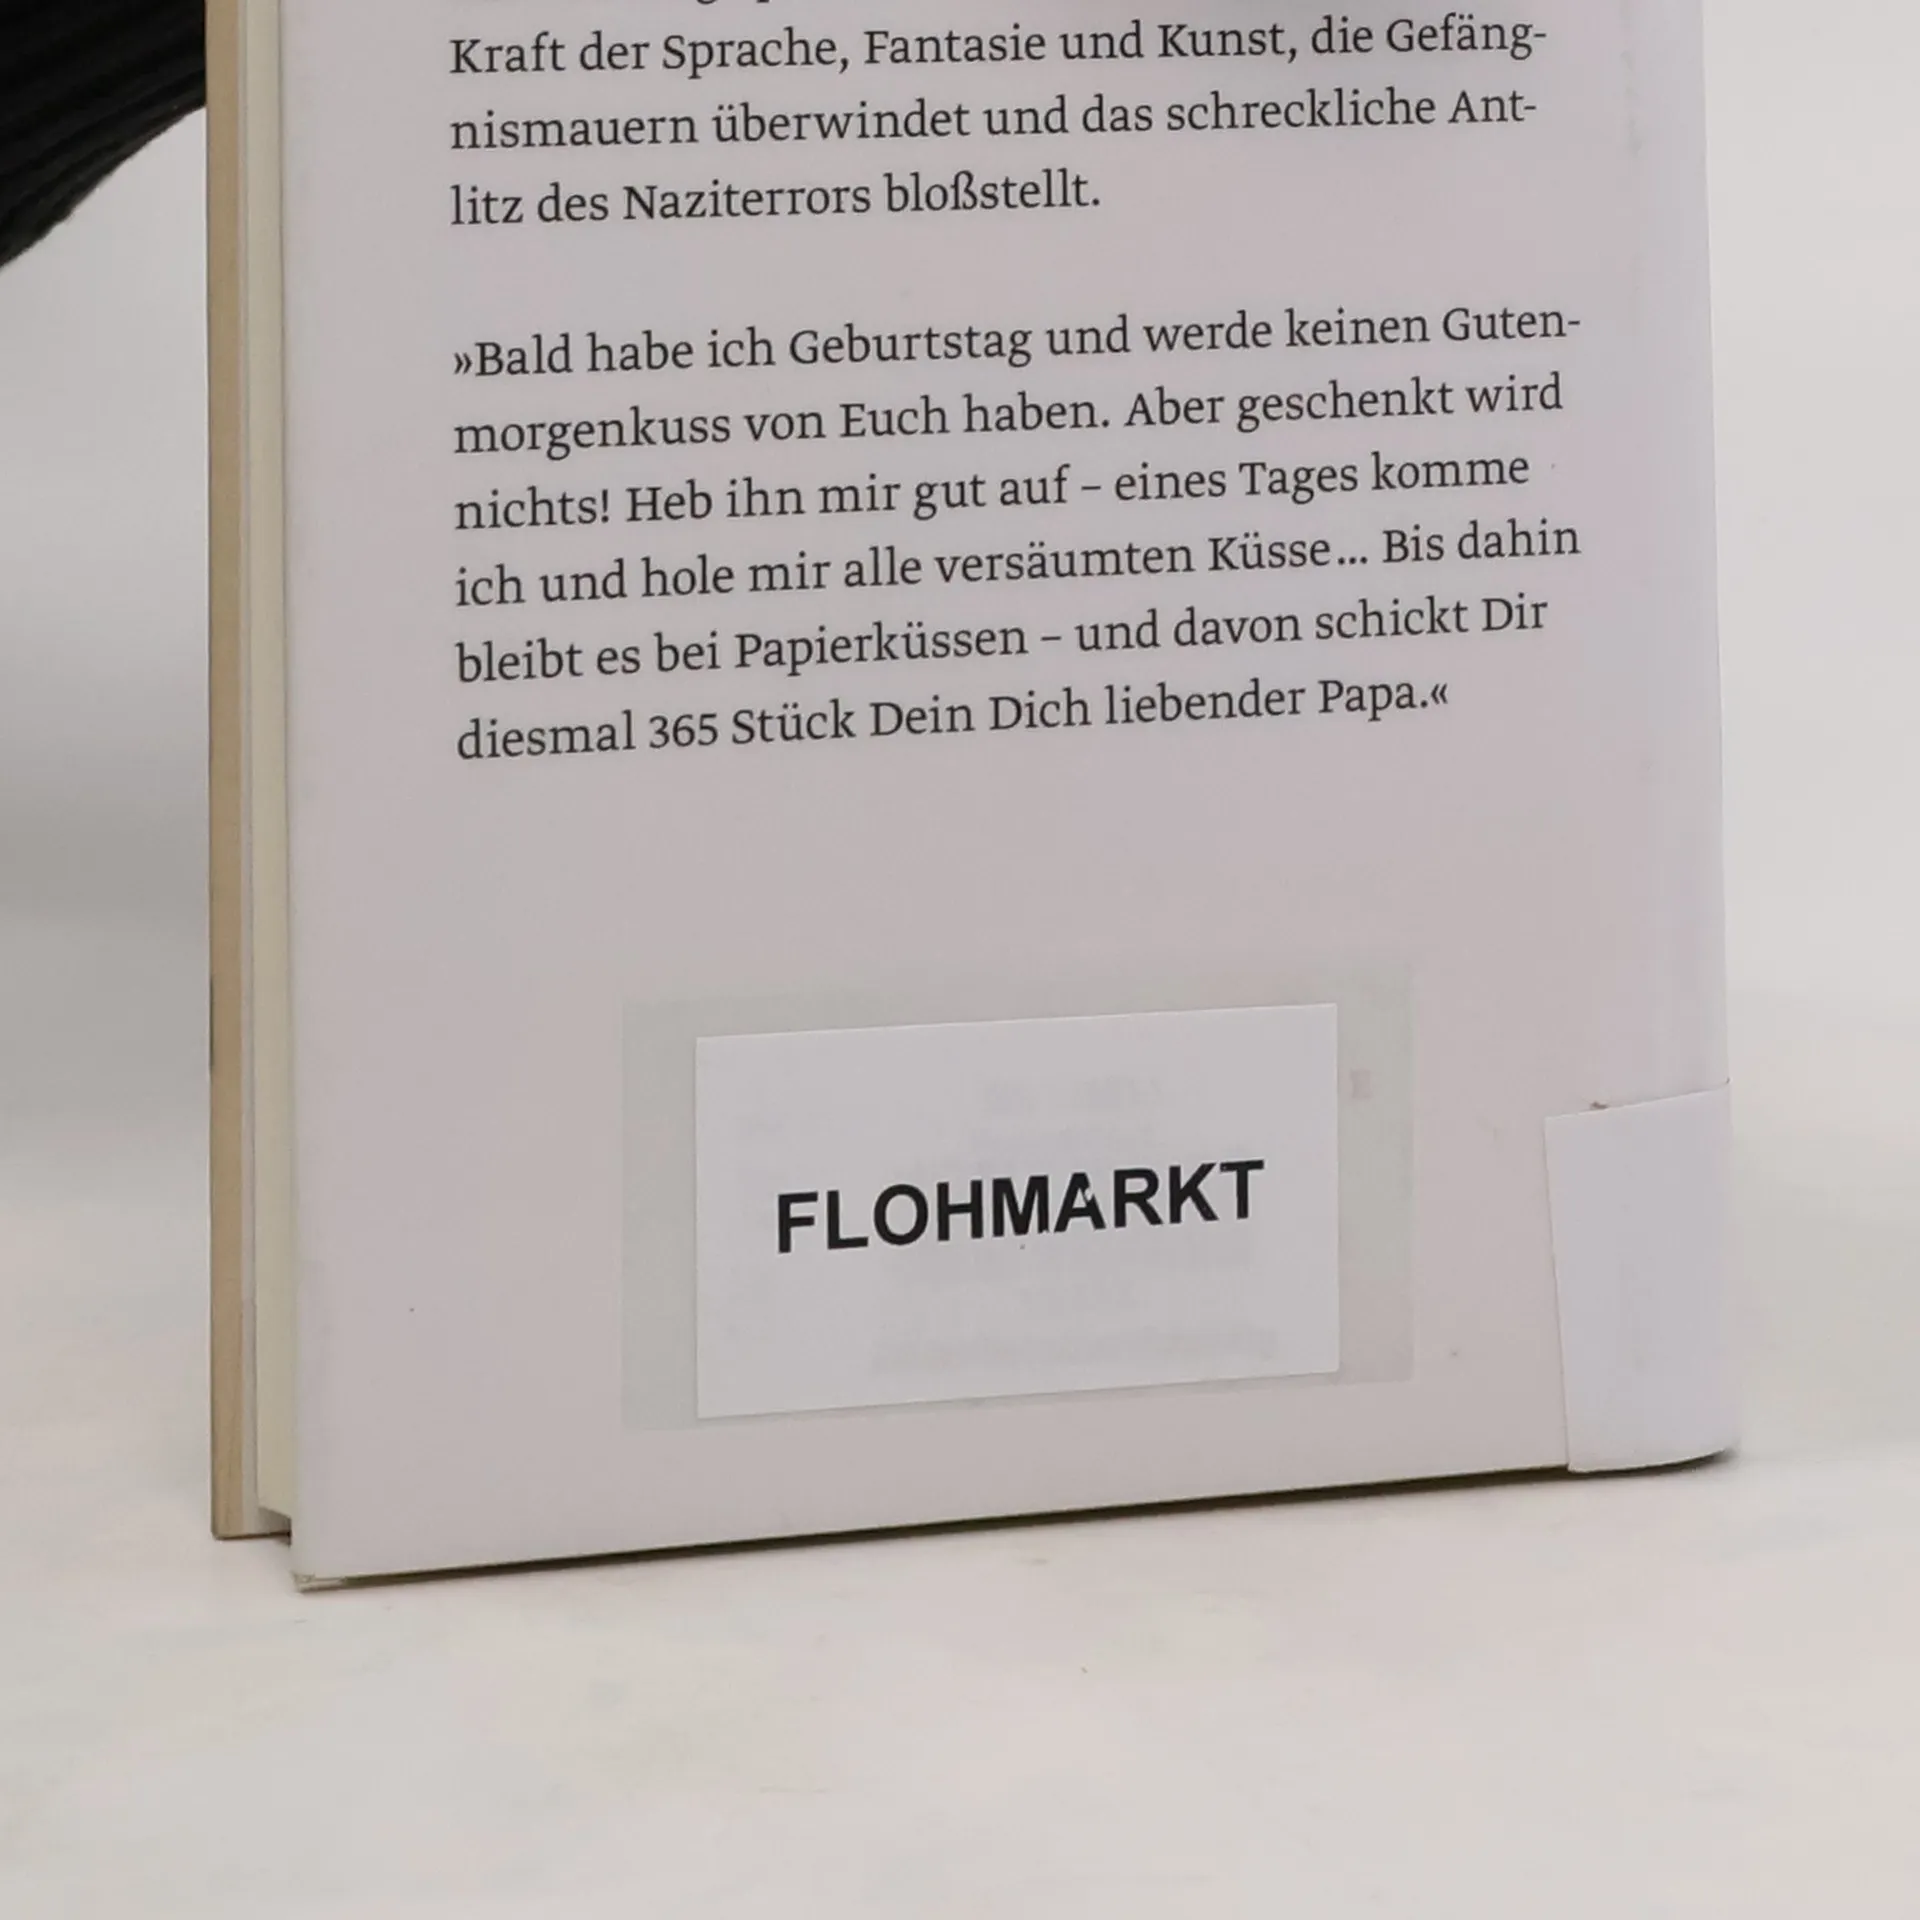 Kraft der Sprache, Fantasie und Kunst, die Gefäng-
nismauern überwindet und das schreckliche Ant-
litz des Naziterrors bloßstellt.
»Bald habe ich Geburtstag und werde keinen Guten-
morgenkuss von Euch haben. Aber geschenkt wird
nichts! Heb ihn mir gut auf – eines Tages komme
ich und hole mir alle versäumten Küsse... Bis dahin
bleibt es bei Papierküssen – und davon schickt Dir
diesmal 365 Stück Dein Dich liebender Papa.«
FLOHMARKT